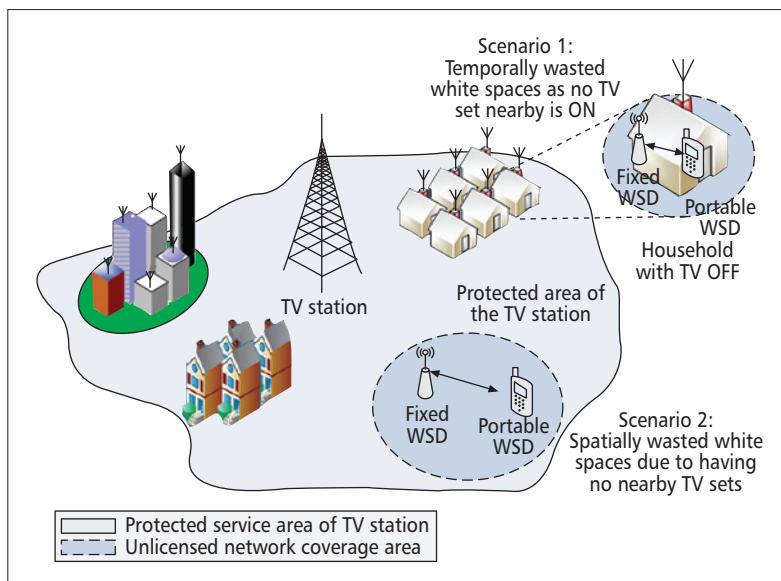 Scenario 1:
Temporally wasted
white spaces as no TV
set nearby is ON
Fixed
WSD
Portable
WSD
Household
with TV OFF
TV station
Protected area of
the TV station
Fixed
WSD
Portable
WSD
Scenario 2:
Spatially wasted white
spaces due to having
no nearby TV sets
Protected service area of TV station
Unlicensed network coverage area